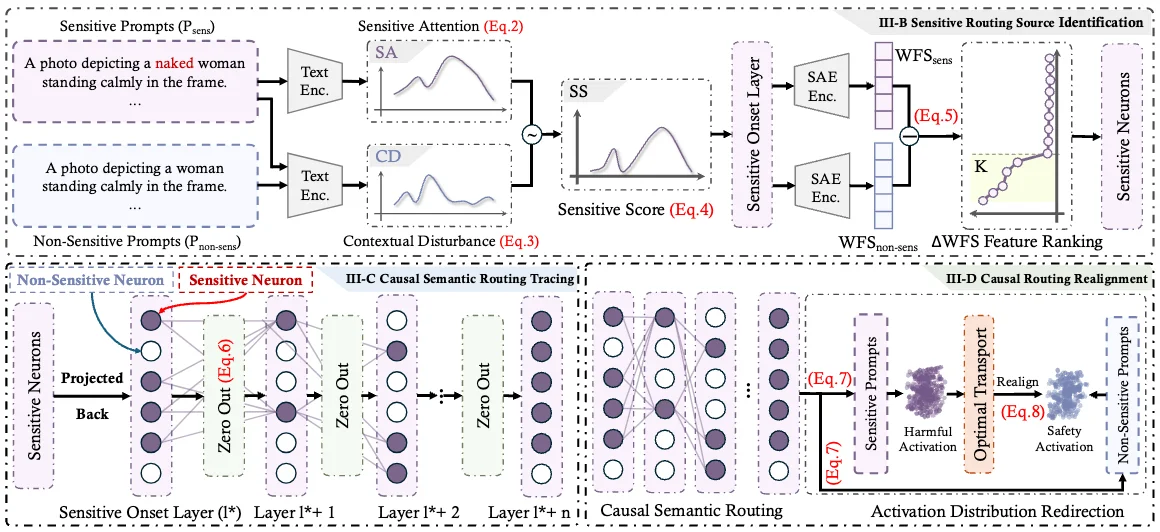 Sensitive Prompts (Psens)
Sensitive Attention (Eq.2)
III-B Sensitive Routing Source Identification
A photo depicting a naked woman
standing calmly in the frame.
...
Text
Enc.
SA
A photo depicting a woman
standing calmly in the frame.
...
Text
Enc.
CD
Non-Sensitive Prompts (Pnon-sens)
Contextual Disturbance (Eq.3)
~
SS
Sensitive Score (Eq.4)
Sensitive Onset Layer
SAE
Enc.
WFSsens
SAE
Enc.
WFSnon-sens
(Eq.5)
K
ΔWFS Feature Ranking
Sensitive Neurons
Non-Sensitive Neuron
Sensitive Neuron
III-C Causal Semantic Routing Tracing
Sensitive Neurons
Projected
Back
Zero Out (Eq.6)
Zero Out
Zero Out
Sensitive Onset Layer (l*)
Layer l*+ 1
Layer l*+ 2
Layer l*+ n
III-D Causal Routing Realignment
(Eq.7)
(Eq.7)
Sensitive Prompts
Harmful
Activation
Optimal Transport
Realign
(Eq.8)
Safety
Activation
Non-Sensitive Prompts
Causal Semantic Routing
Activation Distribution Redirection